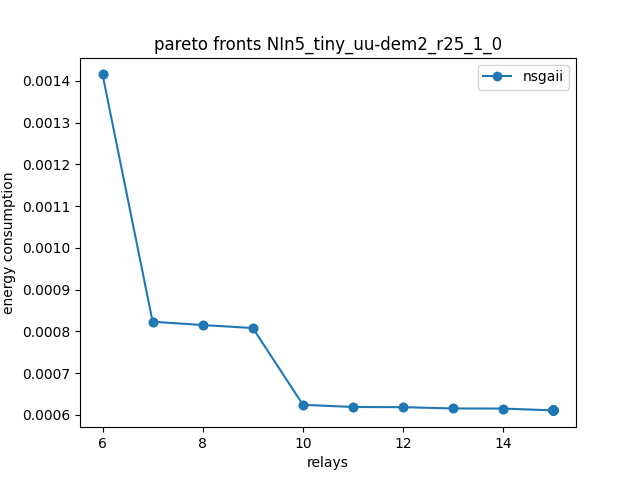 pareto fronts NIn5_tiny_uu-dem2_r25_1_0
nsgaii
0.0014
0.0013
0.0012
0.0011
0.0010
0.0009
0.0008
0.0007
0.0006
energy consumption
6 8 10 12 14
relays